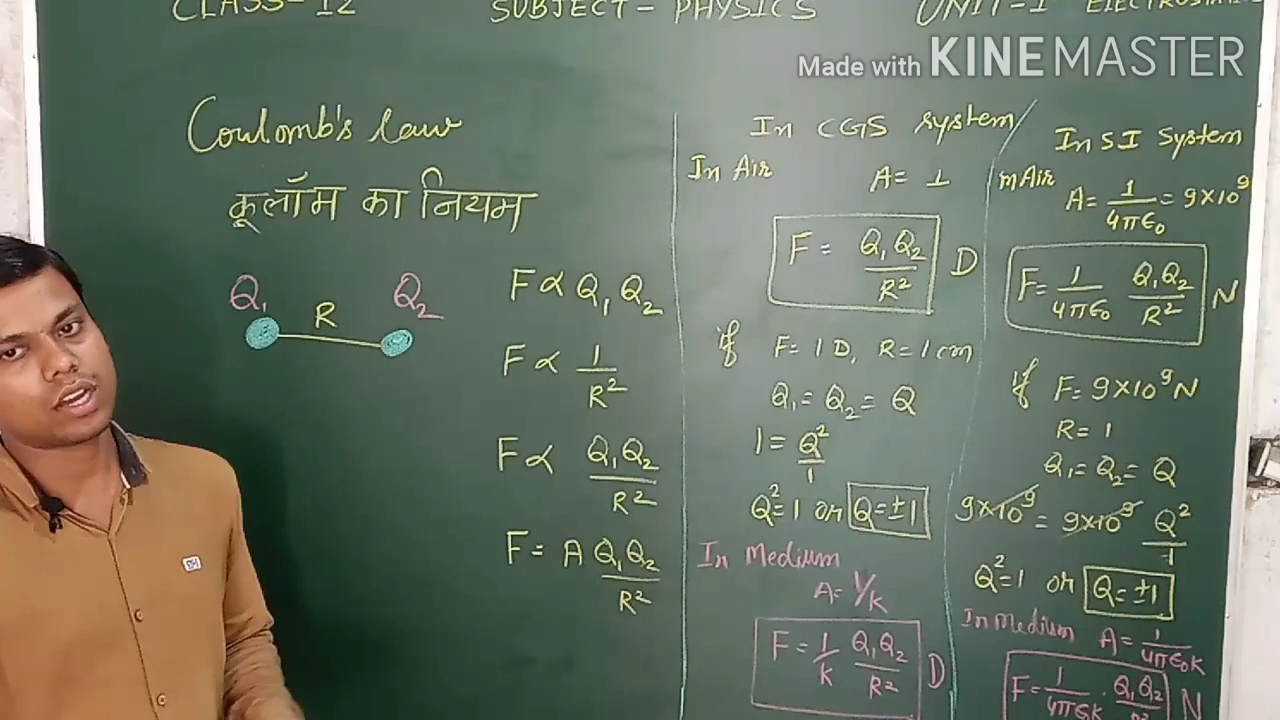 CLASS-12 SUBJECT-PHYSICS UNIT-I ELECTROSTATI
Made with KINEMASTER
Coulomb's law
कूलॉम का नियम
Q₁ R Q₂
F ∝ Q₁ Q₂
F ∝ 1/R²
F ∝ Q₁Q₂/R²
F = A Q₁Q₂/R²
In CGS system
In Air A = 1
F = Q₁Q₂/R² D
if F = 1 D, R = 1 cm
Q₁ = Q₂ = Q
1 = Q²/1
Q² = 1 or Q = ±1
In Medium
A = 1/K
F = 1/K Q₁Q₂/R² D
In SI System
In Air
A = 1/4πε₀ = 9×10⁹
F = 1/4πε₀ Q₁Q₂/R² N
if F = 9×10⁹ N
R = 1
Q₁ = Q₂ = Q
9×10⁹ = 9×10⁹ Q²/1
Q² = 1 or Q = ±1
In Medium A = 1/4πε₀K
F = 1/4πε₀K . Q₁Q₂/R² N